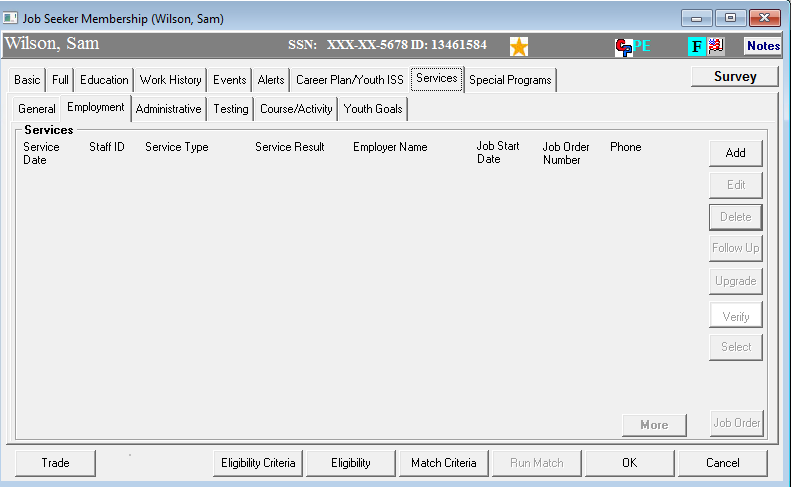 Job Seeker Membership (Wilson, Sam)
Wilson, Sam SSN: XXX-XX-5678 ID: 13461584 CP PE F Notes
Basic Full Education Work History Events Alerts Career Plan/Youth ISS Services Special Programs Survey
General Employment Administrative Testing Course/Activity Youth Goals
Services
Service Date Staff ID Service Type Service Result Employer Name Job Start Date Job Order Number Phone
Add
Edit
Delete
Follow Up
Upgrade
Verify
Select
More Job Order
Trade Eligibility Criteria Eligibility Match Criteria Run Match OK Cancel